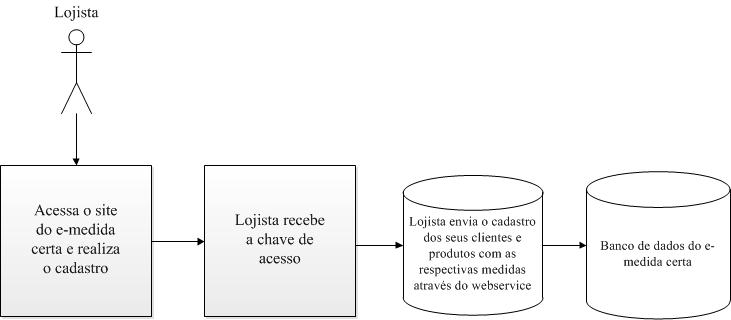 Lojista
Acessa o site
do e-medida
certa e realiza
o cadastro
Lojista recebe
a chave de
acesso
Lojista envia o cadastro
dos seus clientes e
produtos com as
respectivas medidas
através do webservice
Banco de dados do e-
medida certa